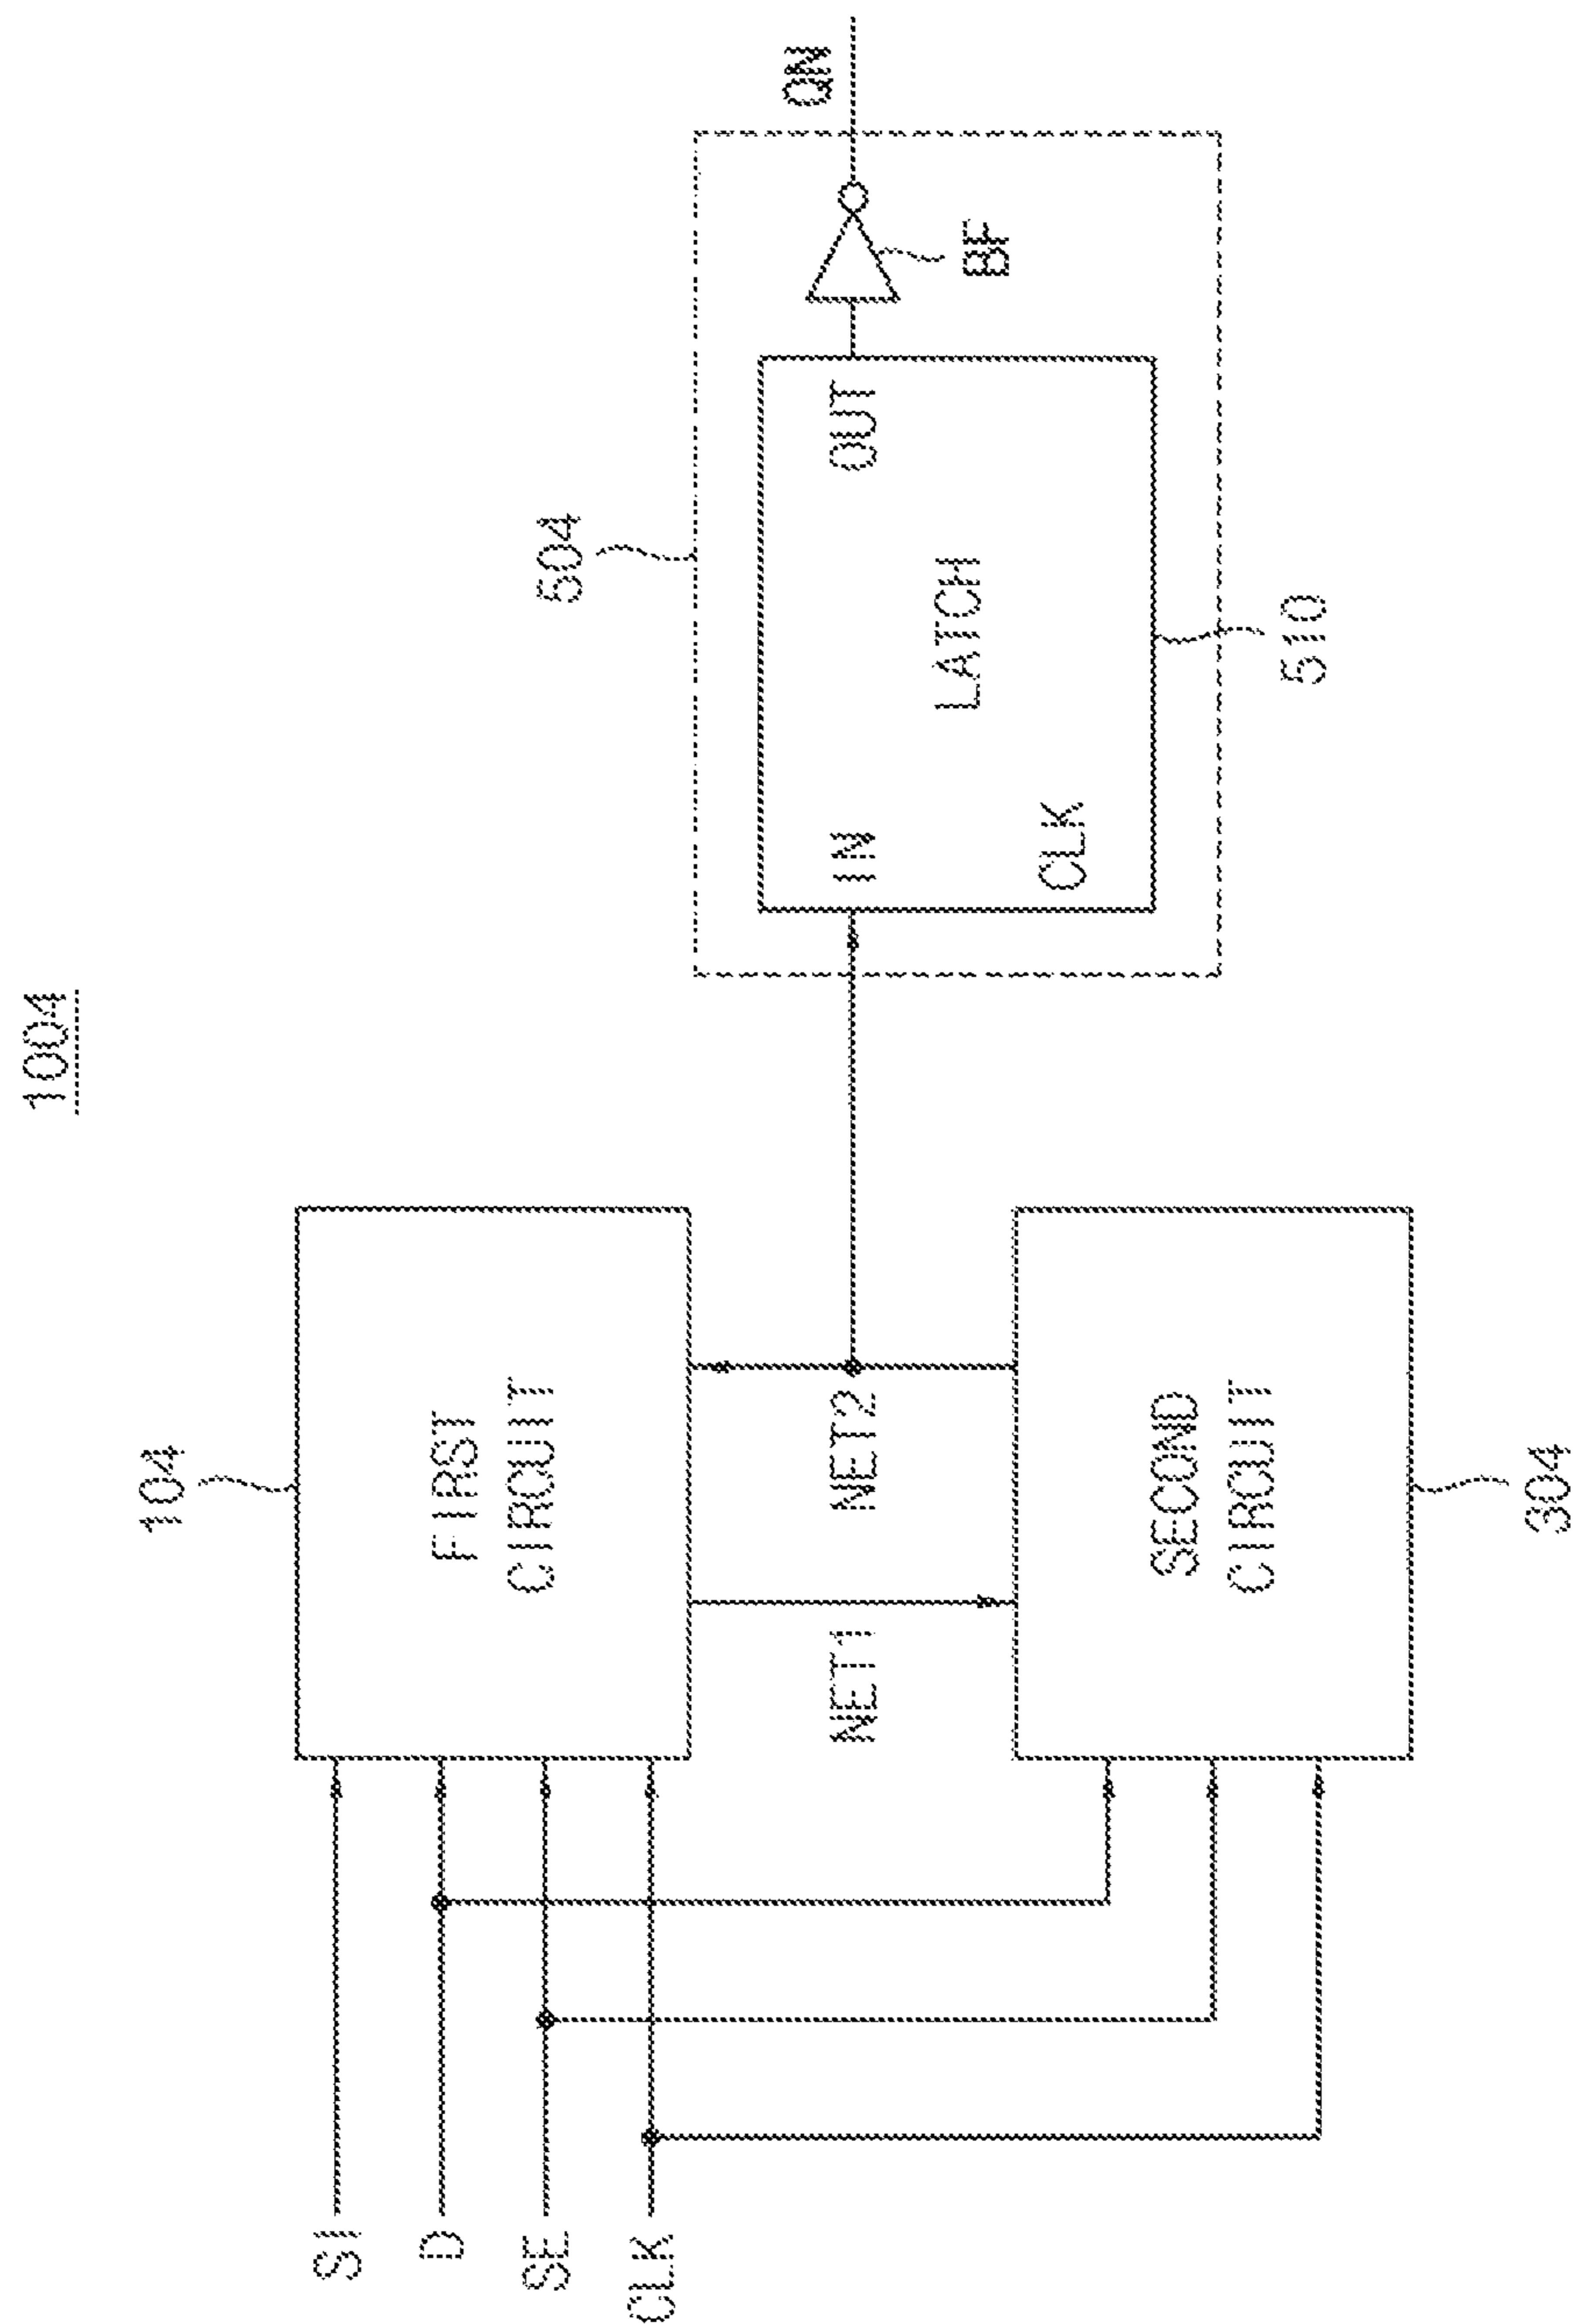 1004
104
SI
D
SE
CLK
FIRST
CIRCUIT
NET1
NET2
SECOND
CIRCUIT
304
504
IN
OUT
LATCH
CLK
510
BF
QN